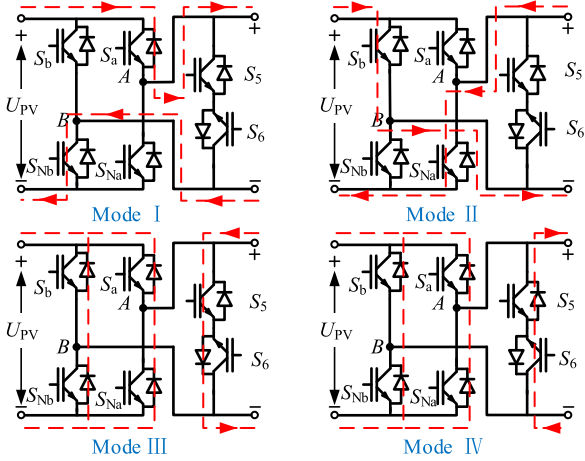 + S_b S_a A + S_5
U_PV B S_6
− S_Nb S_Na −
Mode I
+ S_b S_a A + S_5
U_PV B S_6
− S_Nb S_Na −
Mode II
+ S_b S_a A + S_5
U_PV B S_6
− S_Nb S_Na −
Mode III
+ S_b S_a A + S_5
U_PV B S_6
− S_Nb S_Na −
Mode IV